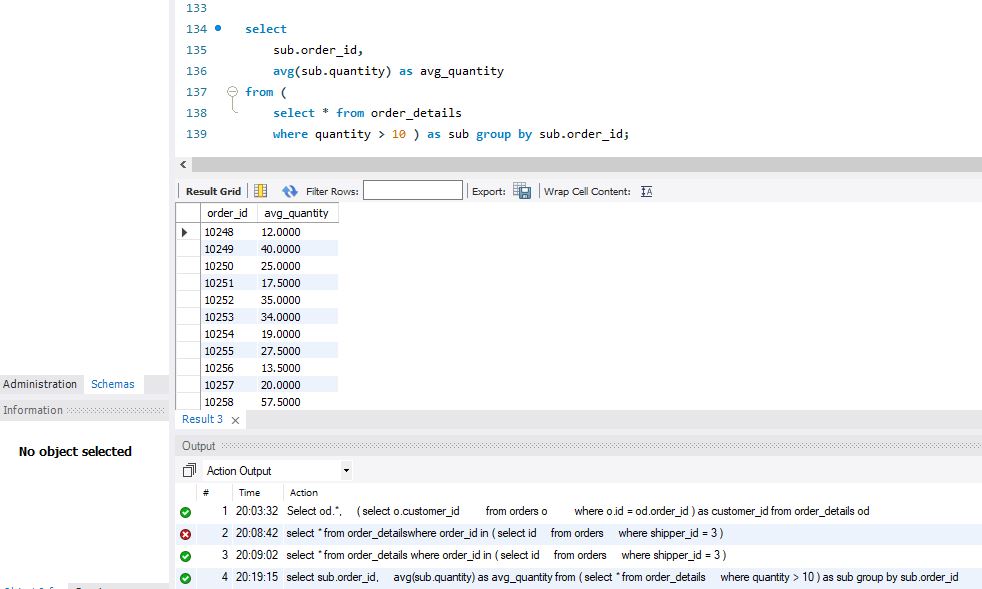 133
134 select
135 sub.order_id,
136 avg(sub.quantity) as avg_quantity
137 from (
138 select * from order_details
139 where quantity > 10 ) as sub group by sub.order_id;
Result Grid Filter Rows: Export: Wrap Cell Content:
order_id avg_quantity
10248 12.0000
10249 40.0000
10250 25.0000
10251 17.5000
10252 35.0000
10253 34.0000
10254 19.0000
10255 27.5000
10256 13.5000
10257 20.0000
10258 57.5000
Administration Schemas
Information
No object selected
Result 3
Output
Action Output
# Time Action
1 20:03:32 Select od.*, ( select o.customer_id from orders o where o.id = od.order_id ) as customer_id from order_details od
2 20:08:42 select * from order_detailswhere order_id in ( select id from orders where shipper_id = 3 )
3 20:09:02 select * from order_details where order_id in ( select id from orders where shipper_id = 3 )
4 20:19:15 select sub.order_id, avg(sub.quantity) as avg_quantity from ( select * from order_details where quantity > 10 ) as sub group by sub.order_id